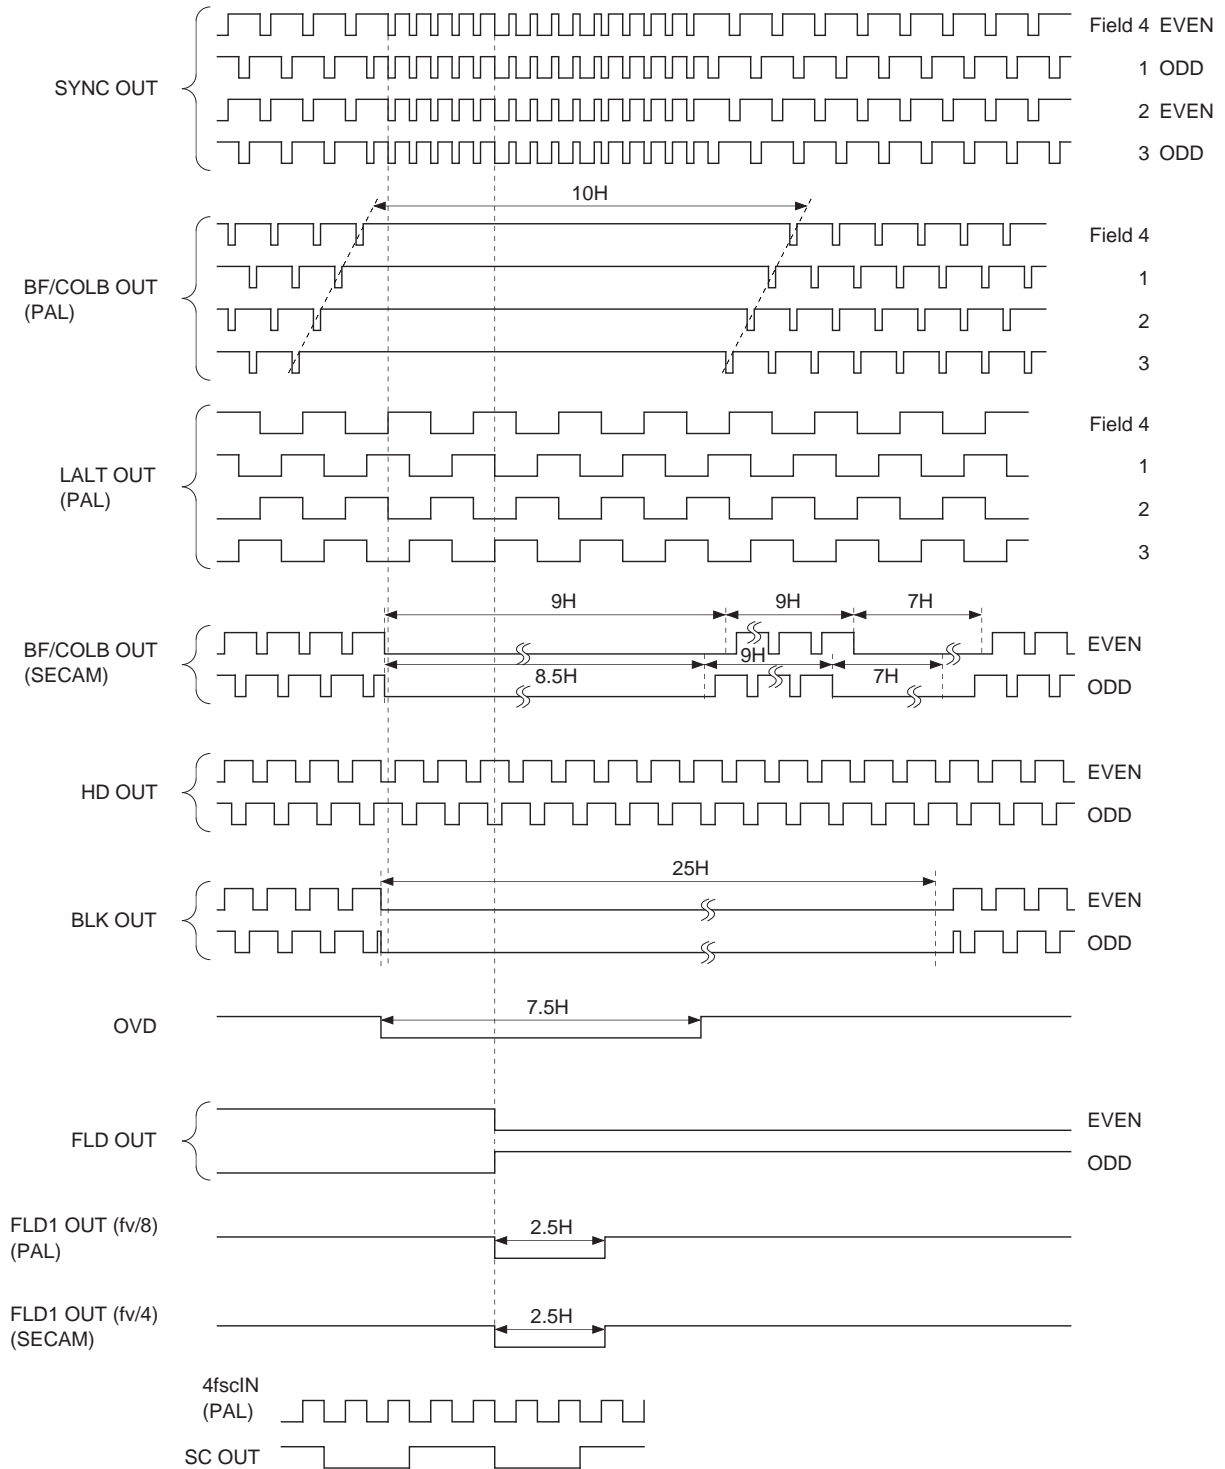 Field 4 EVEN
1 ODD
SYNC OUT
2 EVEN
3 ODD
10H
Field 4
BF/COLB OUT
(PAL)
1
2
3
Field 4
LALT OUT
(PAL)
1
2
3
9H 9H 7H
BF/COLB OUT
(SECAM)
EVEN
9H
8.5H 7H
ODD
HD OUT
EVEN
ODD
25H
BLK OUT
EVEN
ODD
7.5H
OVD
FLD OUT
EVEN
ODD
FLD1 OUT (fv/8)
(PAL)
2.5H
FLD1 OUT (fv/4)
(SECAM)
2.5H
4fscIN
(PAL)
SC OUT